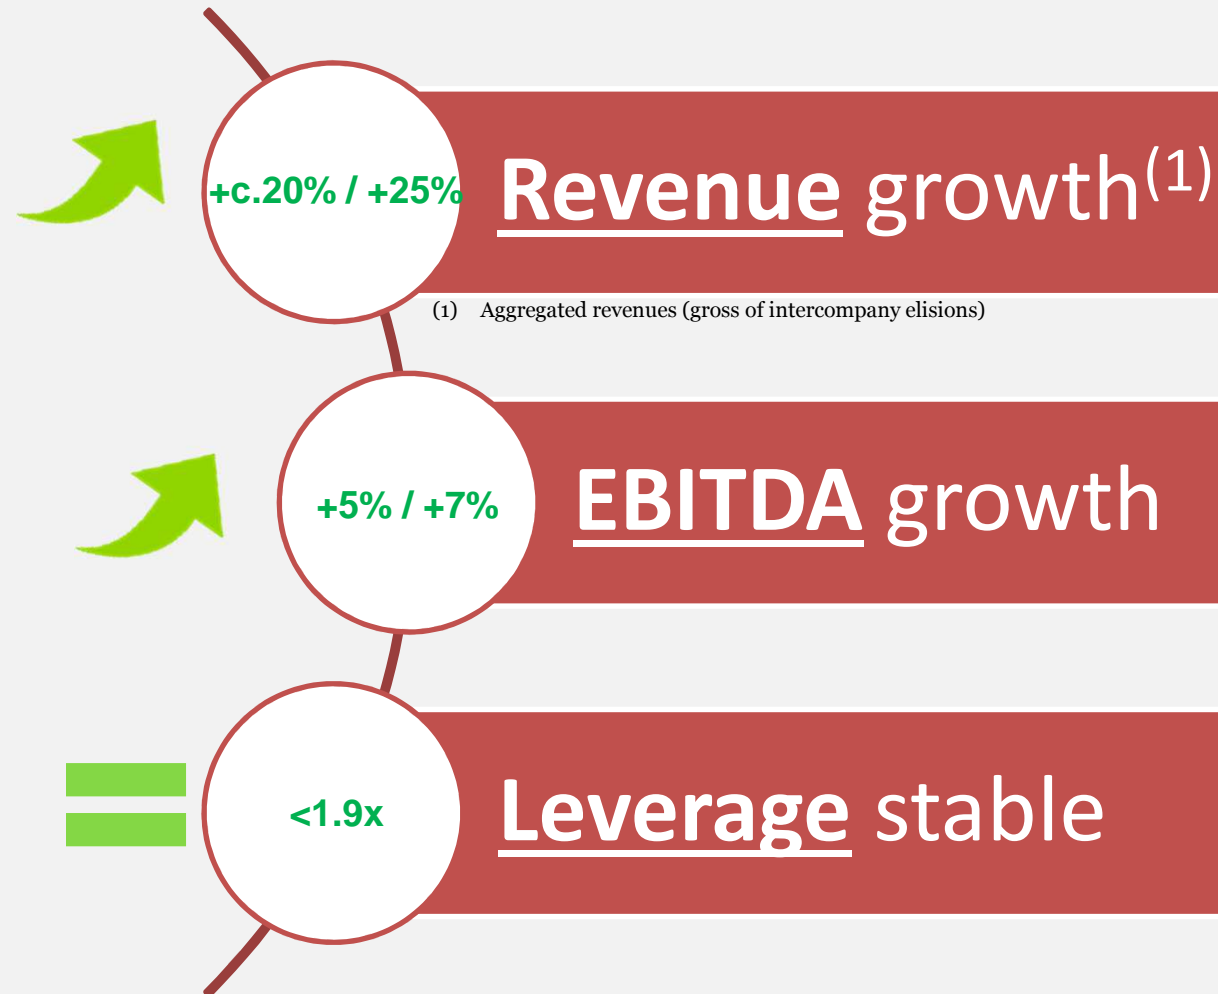 +c.20% / +25%
Revenue growth(1)
(1) Aggregated revenues (gross of intercompany elisions)
+5% / +7%
EBITDA growth
<1.9x
Leverage stable